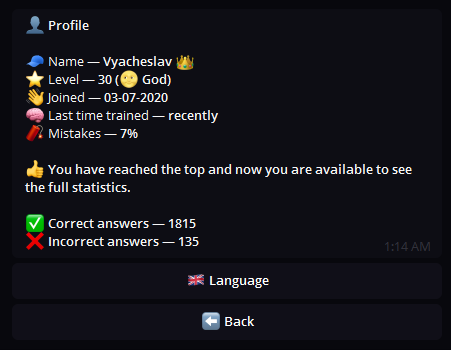 👤 Profile
🧢 Name — Vyacheslav 👑
⭐ Level — 30 (🌝 God)
👋 Joined — 03-07-2020
🧠 Last time trained — recently
🧨 Mistakes — 7%
👍 You have reached the top and now you are available to see
the full statistics.
✅ Correct answers — 1815
❌ Incorrect answers — 135
1:14 AM
🇬🇧 Language
⬅️ Back